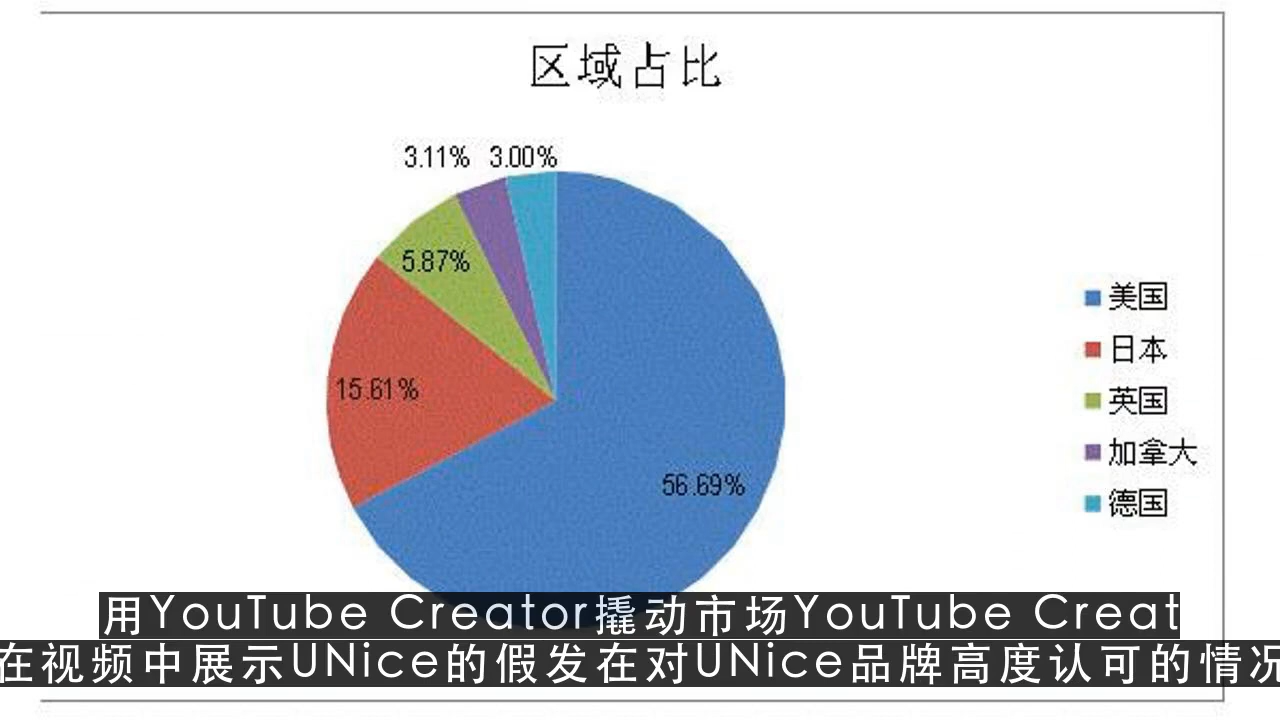 区域占比
3.11% 3.00%
5.87%
15.61%
56.69%
美国
日本
英国
加拿大
德国
用YouTube Creator撬动市场YouTube Creat
在视频中展示UNice的假发在对UNice品牌高度认可的情况